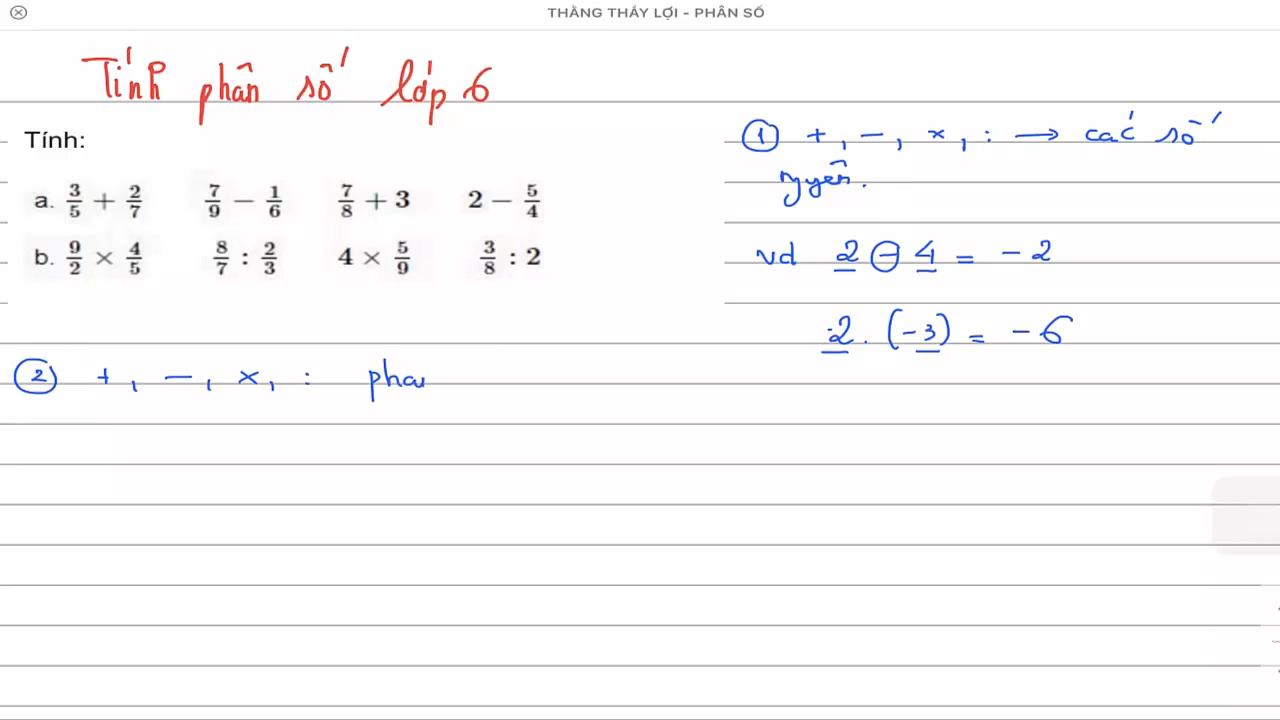 THẰNG THẦY LỢI - PHÂN SỐ
Tính phân số lớp 6
Tính:
a. 3/5 + 2/7 7/9 − 1/6 7/8 + 3 2 − 5/4
b. 9/2 × 4/5 8/7 : 2/3 4 × 5/9 3/8 : 2
① +, −, ×, : → các số
nguyên.
vd 2 − 4 = −2
2 . (−3) = −6
② +, −, ×, : phan